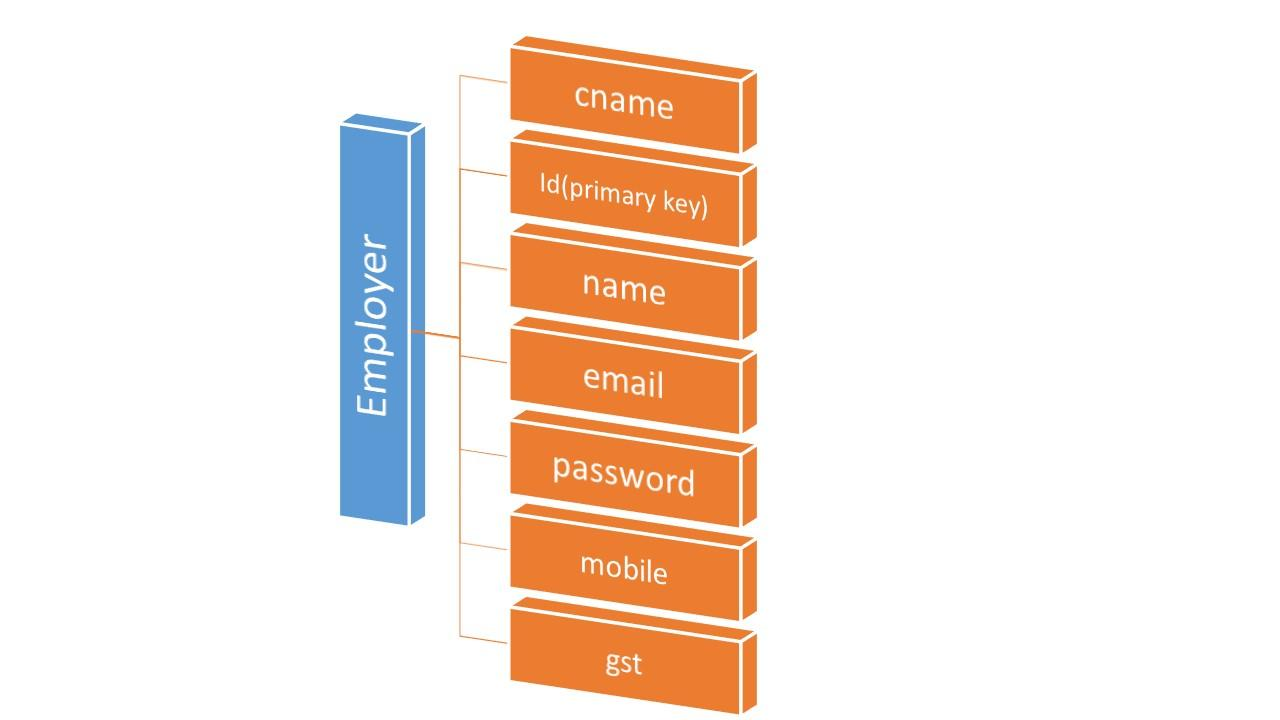 Employer
cname
Id(primary key)
name
email
password
mobile
gst